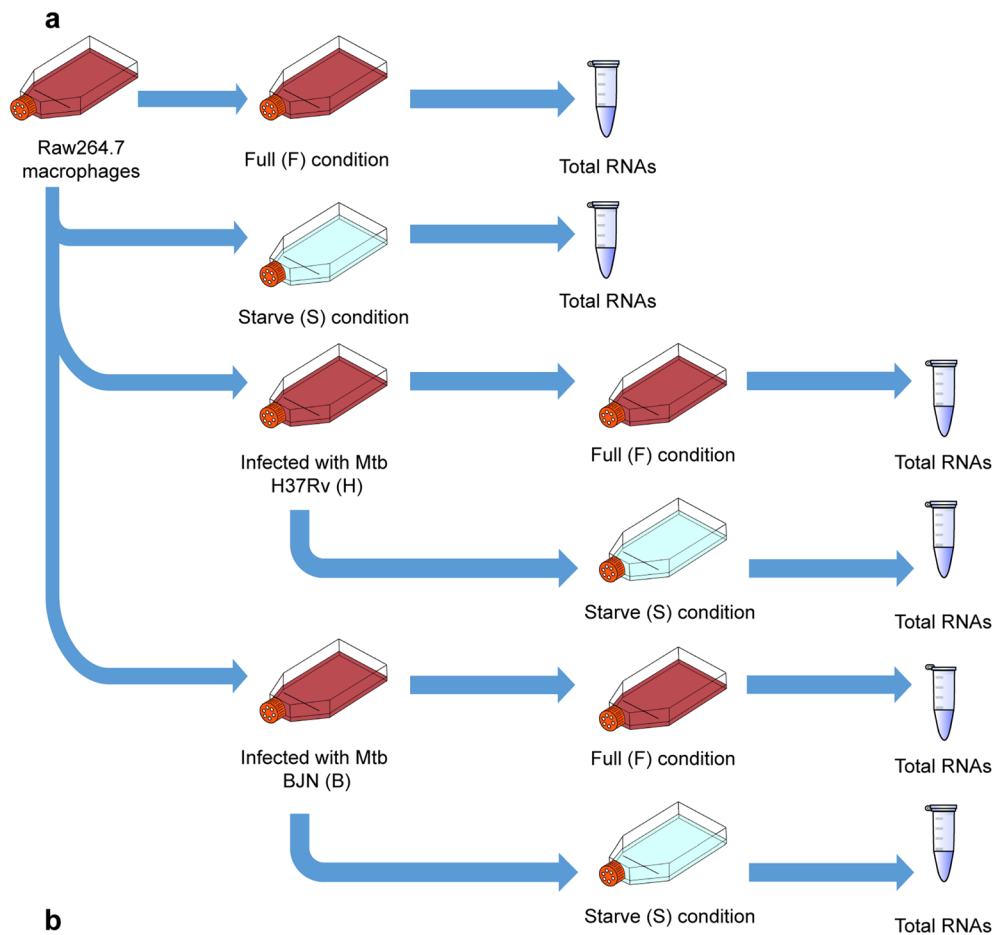 a
Raw264.7
macrophages
Full (F) condition
Total RNAs
Starve (S) condition
Total RNAs
Infected with Mtb
H37Rv (H)
Full (F) condition
Total RNAs
Starve (S) condition
Total RNAs
Infected with Mtb
BJN (B)
Full (F) condition
Total RNAs
Starve (S) condition
Total RNAs
b